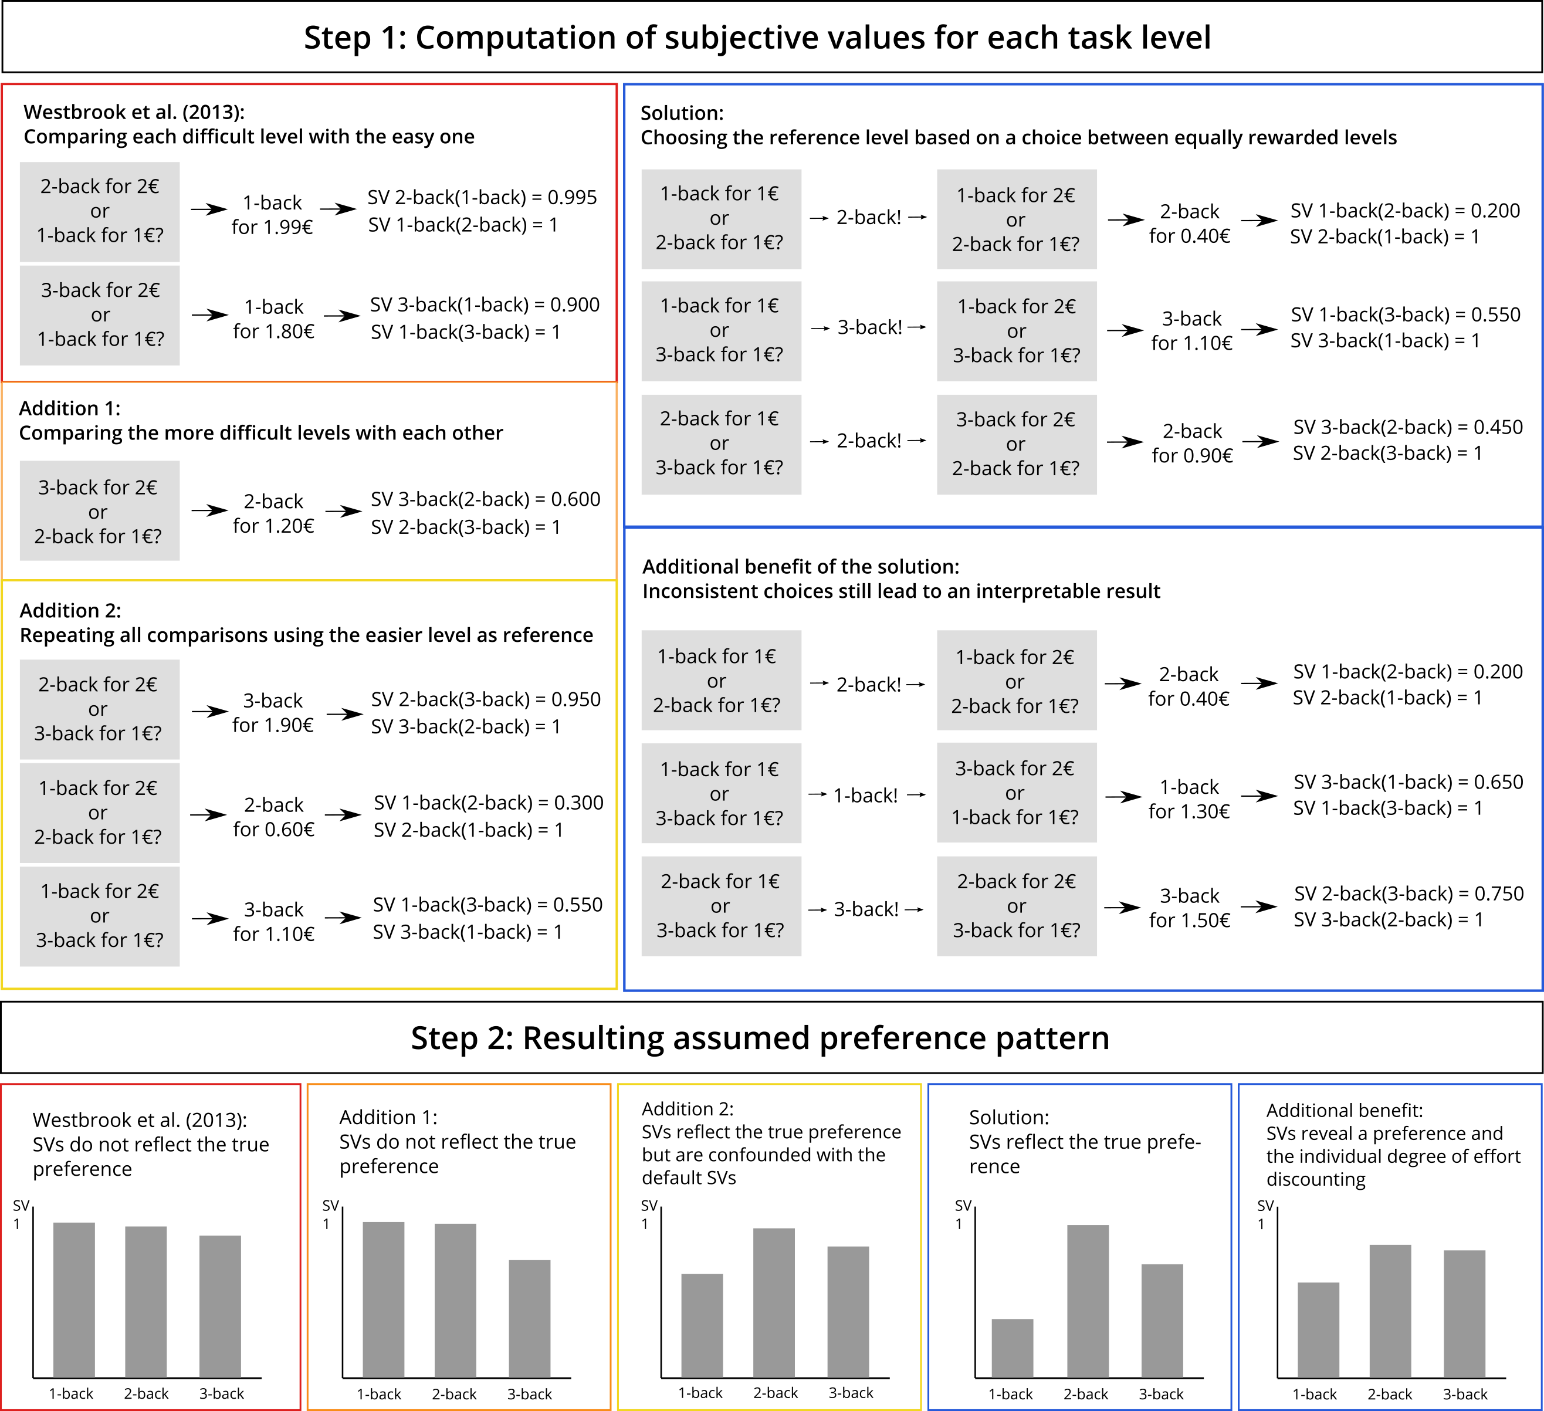 Step 1: Computation of subjective values for each task level
Westbrook et al. (2013):
Comparing each difficult level with the easy one
2-back for 2€
or
1-back for 1€?
1-back
for 1.99€
SV 2-back(1-back) = 0.995
SV 1-back(2-back) = 1
3-back for 2€
or
1-back for 1€?
1-back
for 1.80€
SV 3-back(1-back) = 0.900
SV 1-back(3-back) = 1
Addition 1:
Comparing the more difficult levels with each other
3-back for 2€
or
2-back for 1€?
2-back
for 1.20€
SV 3-back(2-back) = 0.600
SV 2-back(3-back) = 1
Addition 2:
Repeating all comparisons using the easier level as reference
2-back for 2€
or
3-back for 1€?
3-back
for 1.90€
SV 2-back(3-back) = 0.950
SV 3-back(2-back) = 1
1-back for 2€
or
2-back for 1€?
2-back
for 0.60€
SV 1-back(2-back) = 0.300
SV 2-back(1-back) = 1
1-back for 2€
or
3-back for 1€?
3-back
for 1.10€
SV 1-back(3-back) = 0.550
SV 3-back(1-back) = 1
Solution:
Choosing the reference level based on a choice between equally rewarded levels
1-back for 1€
or
2-back for 1€?
2-back!
1-back for 2€
or
2-back for 1€?
2-back
for 0.40€
SV 1-back(2-back) = 0.200
SV 2-back(1-back) = 1
1-back for 1€
or
3-back for 1€?
3-back!
1-back for 2€
or
3-back for 1€?
3-back
for 1.10€
SV 1-back(3-back) = 0.550
SV 3-back(1-back) = 1
2-back for 1€
or
3-back for 1€?
2-back!
3-back for 2€
or
2-back for 1€?
2-back
for 0.90€
SV 3-back(2-back) = 0.450
SV 2-back(3-back) = 1
Additional benefit of the solution:
Inconsistent choices still lead to an interpretable result
1-back for 1€
or
2-back for 1€?
2-back!
1-back for 2€
or
2-back for 1€?
2-back
for 0.40€
SV 1-back(2-back) = 0.200
SV 2-back(1-back) = 1
1-back for 1€
or
3-back for 1€?
1-back!
3-back for 2€
or
1-back for 1€?
1-back
for 1.30€
SV 3-back(1-back) = 0.650
SV 1-back(3-back) = 1
2-back for 1€
or
3-back for 1€?
3-back!
2-back for 2€
or
3-back for 1€?
3-back
for 1.50€
SV 2-back(3-back) = 0.750
SV 3-back(2-back) = 1
Step 2: Resulting assumed preference pattern
Westbrook et al. (2013):
SVs do not reflect the true
preference
SV
1
1-back 2-back 3-back
Addition 1:
SVs do not reflect the true
preference
SV
1
1-back 2-back 3-back
Addition 2:
SVs reflect the true preference
but are confounded with the
default SVs
SV
1
1-back 2-back 3-back
Solution:
SVs reflect the true prefe-
rence
SV
1
1-back 2-back 3-back
Additional benefit:
SVs reveal a preference and
the individual degree of effort
discounting
SV
1
1-back 2-back 3-back